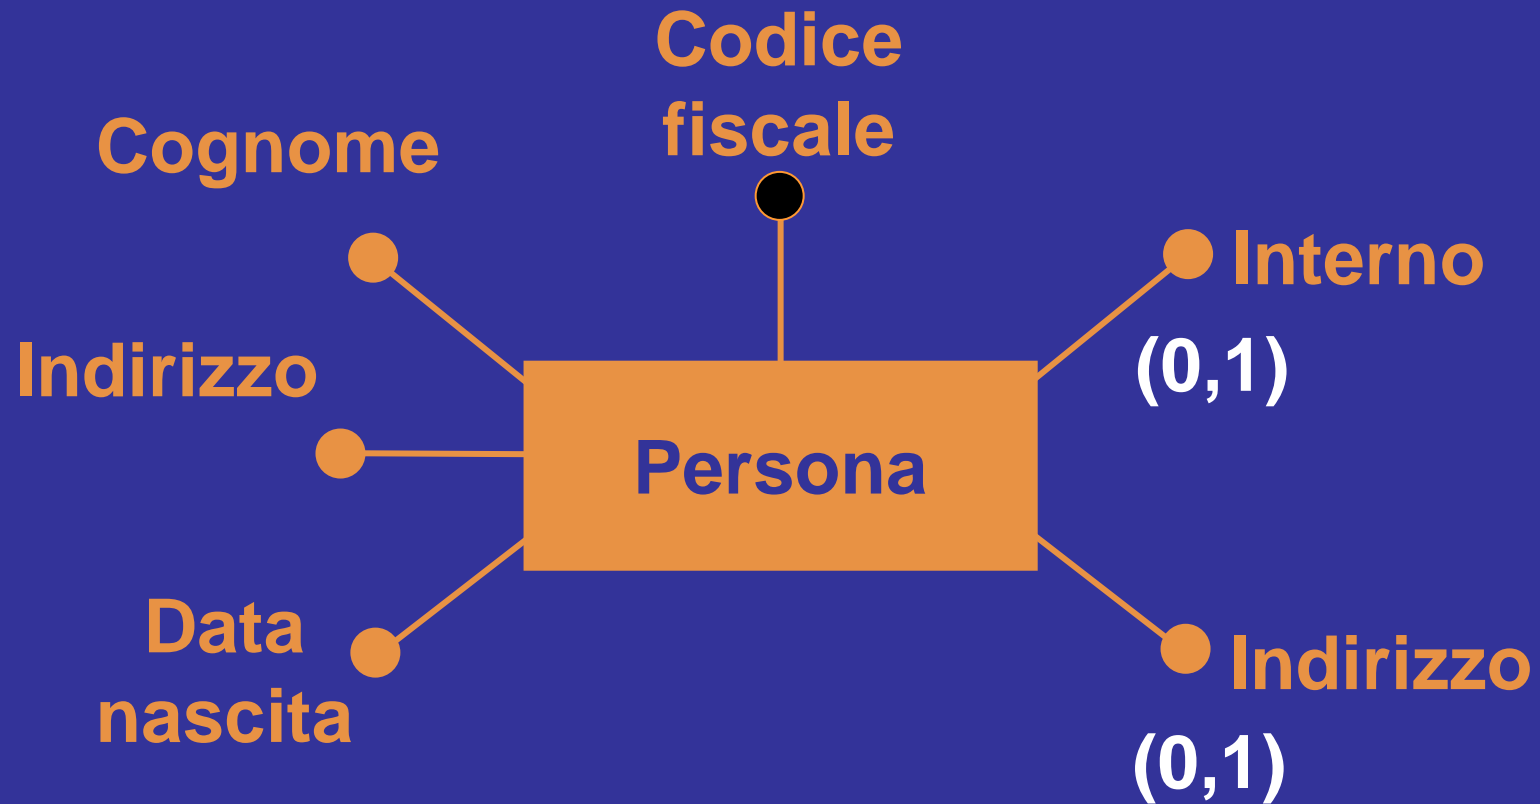 Codice
fiscale
Cognome
Interno
(0,1)
Indirizzo
Persona
Data
nascita
Indirizzo
(0,1)